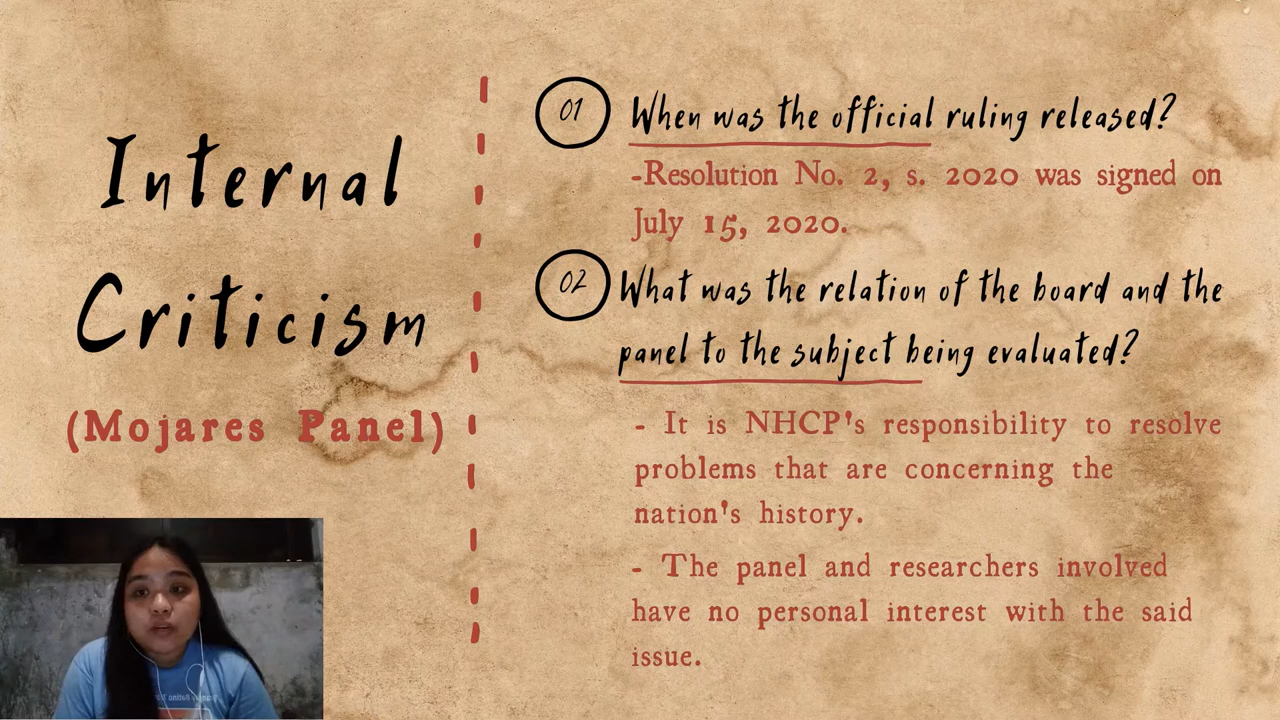 Internal
Criticism
(Mojares Panel)
01
When was the official ruling released?
-Resolution No. 2, s. 2020 was signed on
July 15, 2020.
02
What was the relation of the board and the
panel to the subject being evaluated?
- It is NHCP's responsibility to resolve
problems that are concerning the
nation's history.
- The panel and researchers involved
have no personal interest with the said
issue.